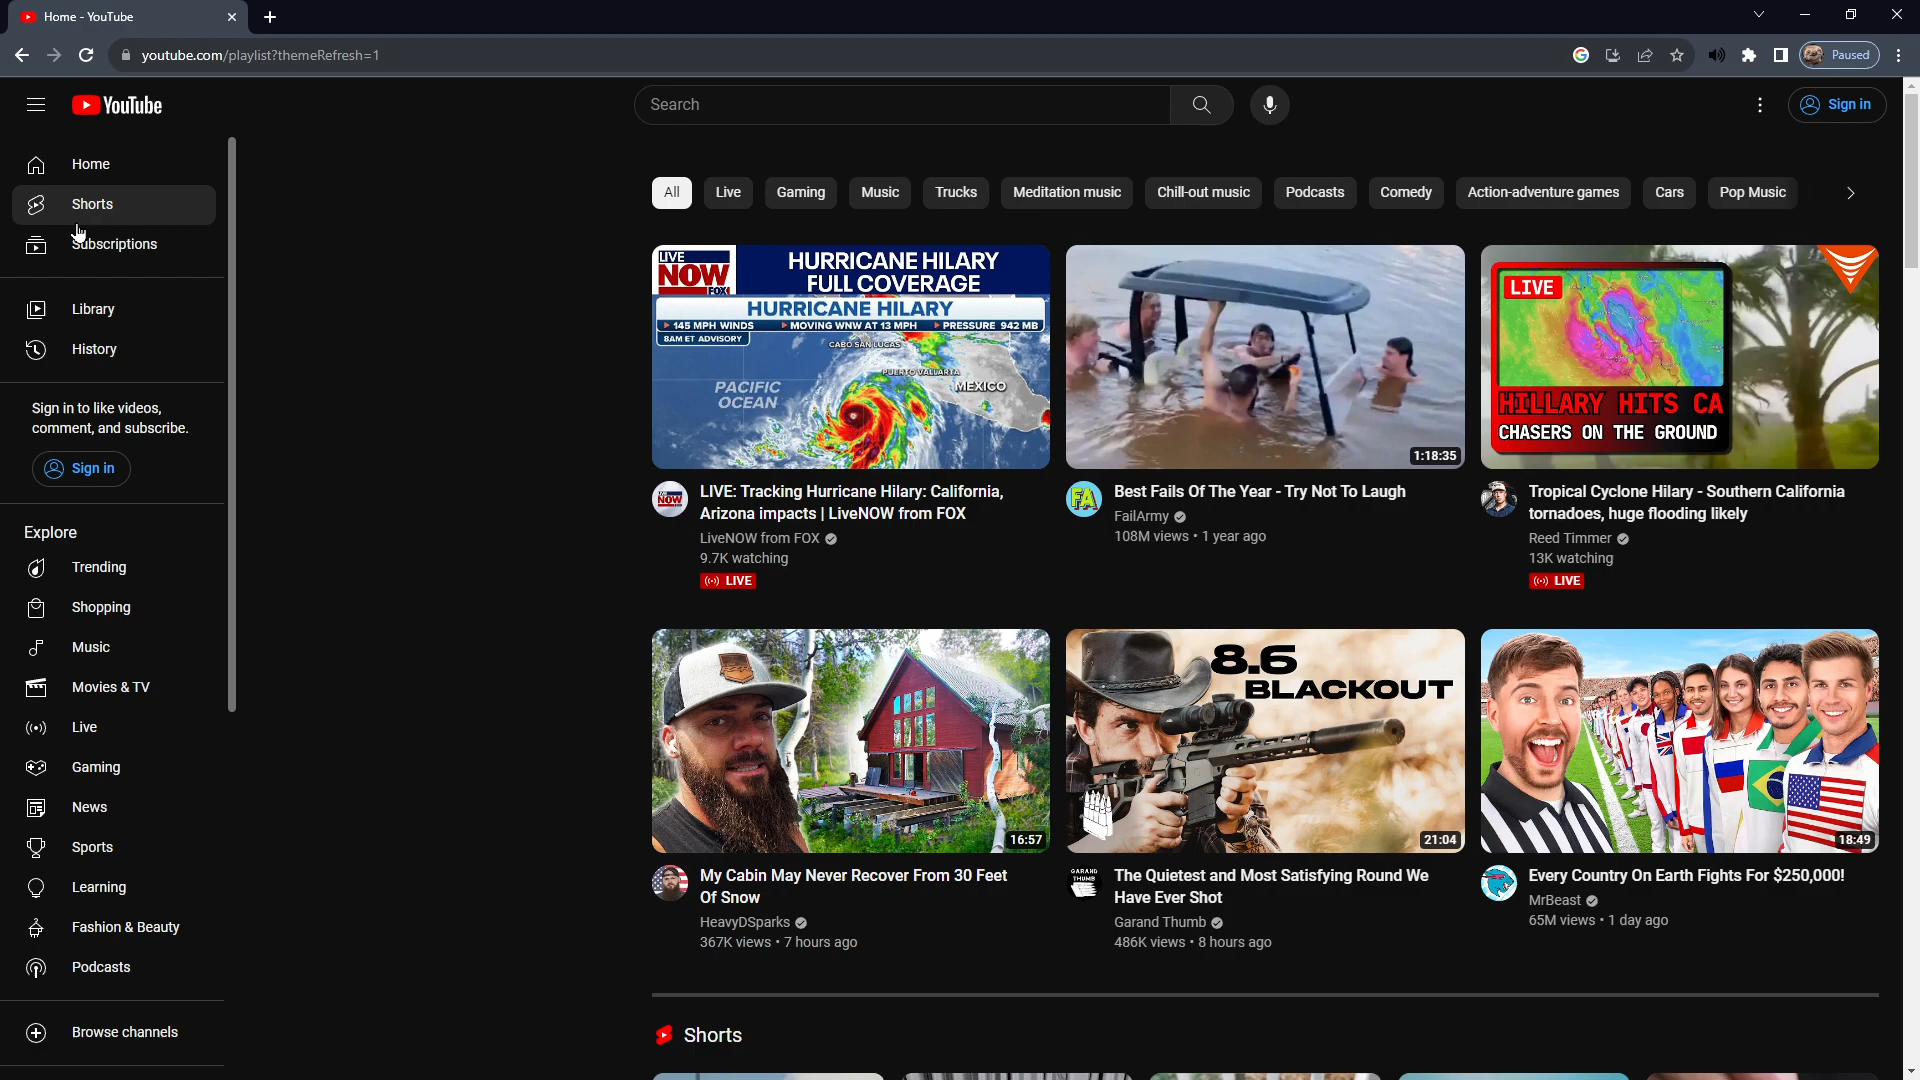 Home - YouTube
youtube.com/playlist?themeRefresh=1
Paused
YouTube
Search
Sign in
Home
Shorts
Subscriptions
Library
History
Sign in to like videos,
comment, and subscribe.
Sign in
Explore
Trending
Shopping
Music
Movies & TV
Live
Gaming
News
Sports
Learning
Fashion & Beauty
Podcasts
Browse channels
All
Live
Gaming
Music
Trucks
Meditation music
Chill-out music
Podcasts
Comedy
Action-adventure games
Cars
Pop Music
LIVE
NOW
FOX
HURRICANE HILARY
FULL COVERAGE
HURRICANE HILARY
145 MPH WINDS MOVING WNW AT 13 MPH PRESSURE 942 MB
8AM ET ADVISORY
CABO SAN LUCAS
PUERTO VALLARTA
MEXICO
PACIFIC
OCEAN
LIVE: Tracking Hurricane Hilary: California,
Arizona impacts | LiveNOW from FOX
LiveNOW from FOX
9.7K watching
LIVE
1:18:35
FA
Best Fails Of The Year - Try Not To Laugh
FailArmy
108M views • 1 year ago
LIVE
HILLARY HITS CA
CHASERS ON THE GROUND
Tropical Cyclone Hilary - Southern California
tornadoes, huge flooding likely
Reed Timmer
13K watching
LIVE
16:57
My Cabin May Never Recover From 30 Feet
Of Snow
HeavyDSparks
367K views • 7 hours ago
8.6
BLACKOUT
21:04
GARAND
THUMB
The Quietest and Most Satisfying Round We
Have Ever Shot
Garand Thumb
486K views • 8 hours ago
18:49
Every Country On Earth Fights For $250,000!
MrBeast
65M views • 1 day ago
Shorts